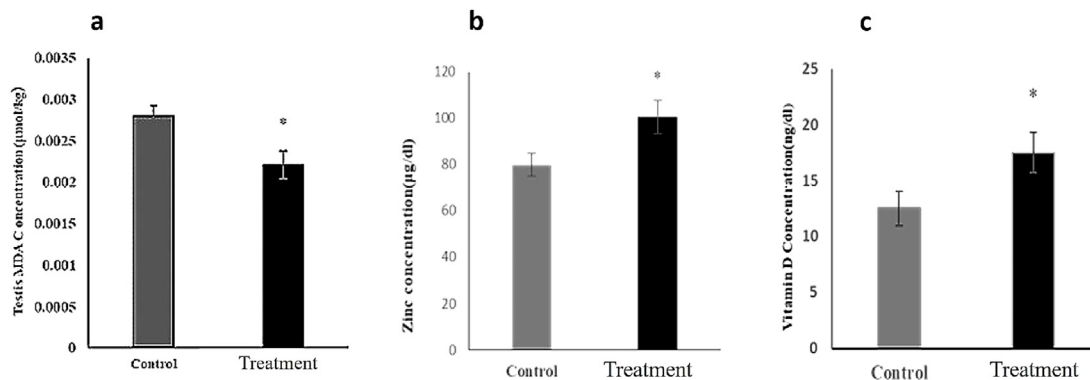 a
Testis MDA C oncentration (µmol/kg)
0.0035
0.003
0.0025
0.002
0.0015
0.001
0.0005
0
*
Control
Treatment
b
Zinc concentration(µg/dl)
120
100
80
60
40
20
0
*
Control
Treatment
c
Vitamin D Concentration(ng/dl)
25
20
15
10
5
0
*
Control
Treatment